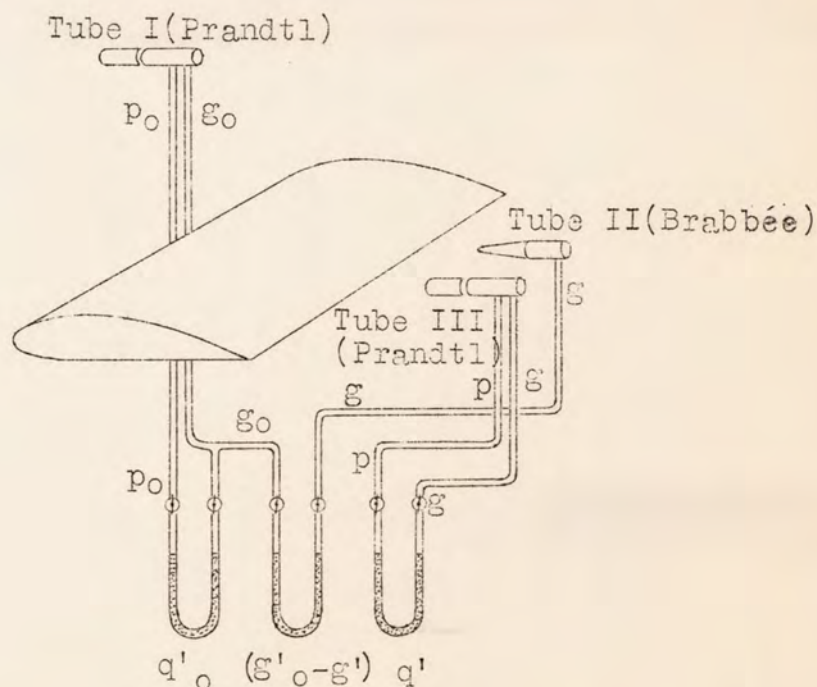 Tube I(Prandtl)
p₀ g₀
Tube II(Brabbée)
g
Tube III
(Prandtl)
p g
g
g₀
p
p₀
g
q'₀ (g'₀-g') q'